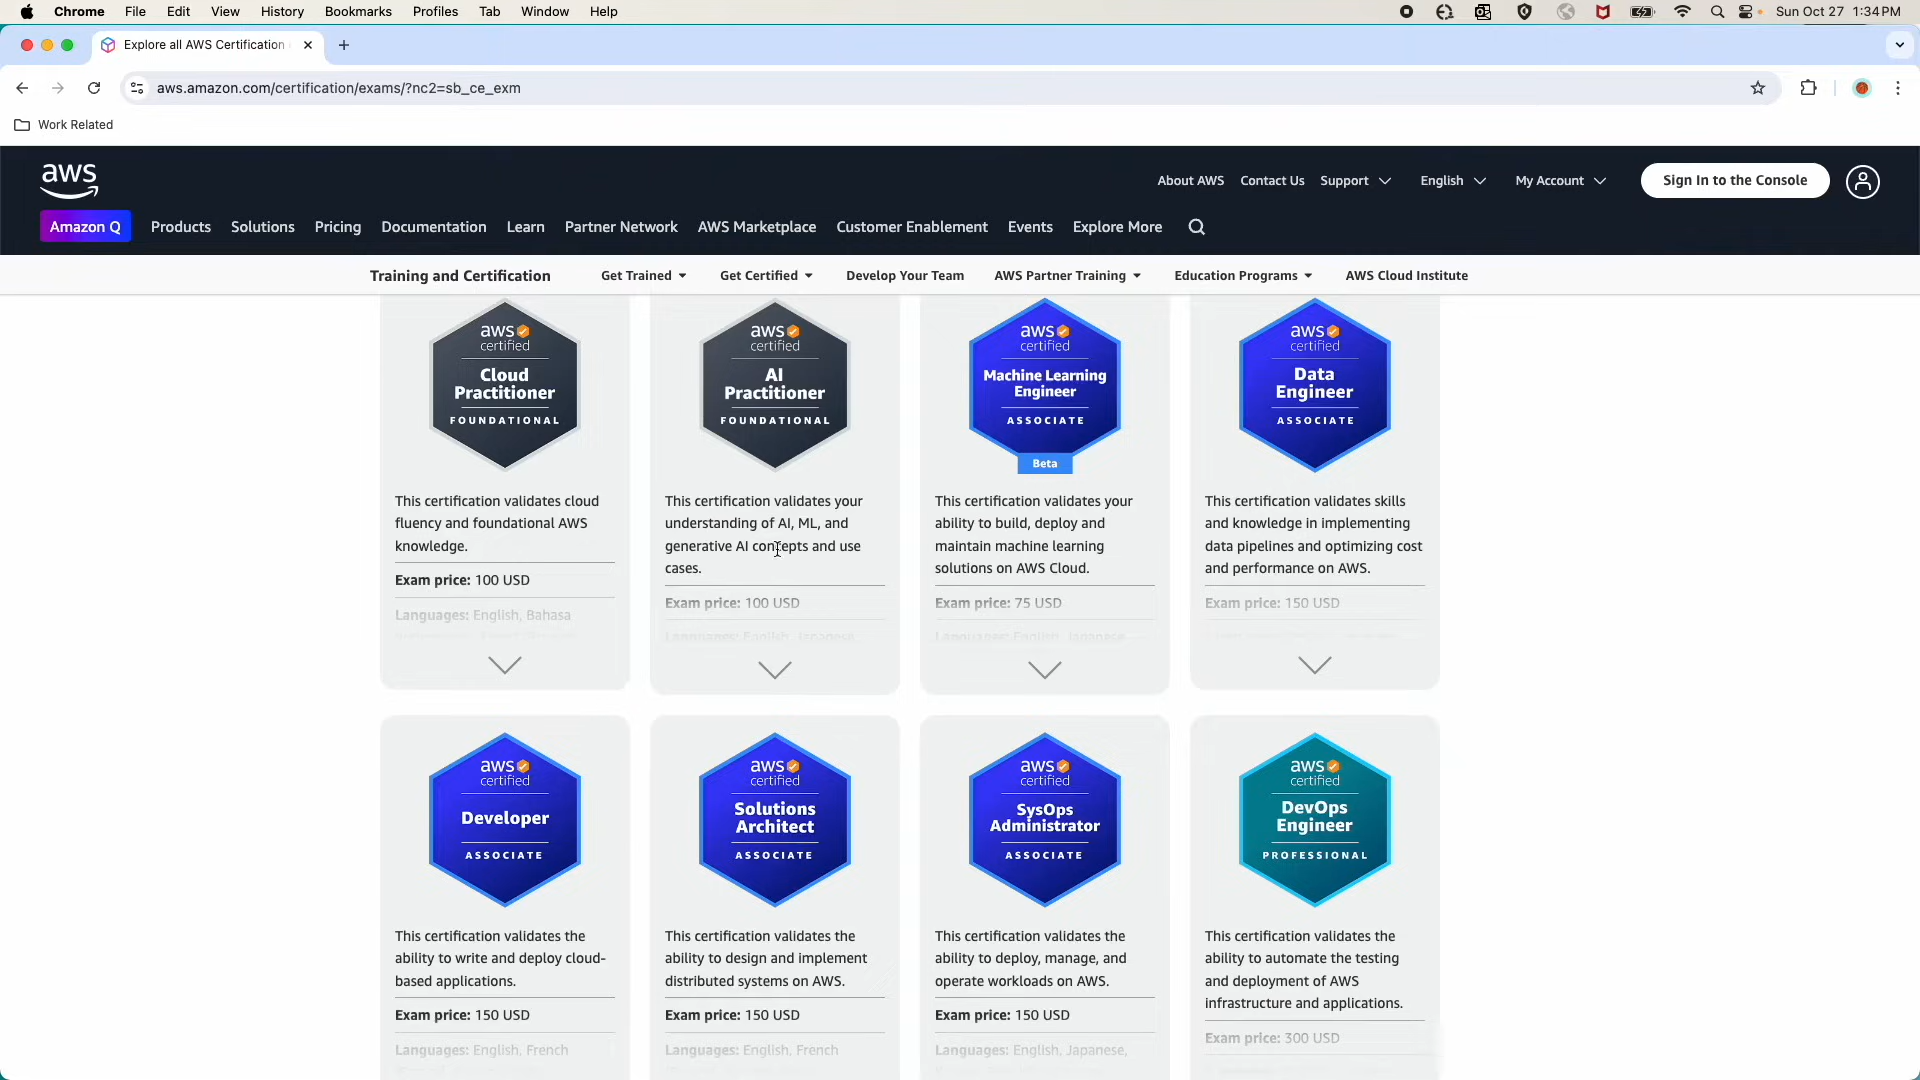 Chrome File Edit View History Bookmarks Profiles Tab Window Help Sun Oct 27 1:34 PM
Explore all AWS Certification
aws.amazon.com/certification/exams/?nc2=sb_ce_exm
Work Related
aws About AWS Contact Us Support English My Account Sign In to the Console
Amazon Q Products Solutions Pricing Documentation Learn Partner Network AWS Marketplace Customer Enablement Events Explore More
Training and Certification Get Trained Get Certified Develop Your Team AWS Partner Training Education Programs AWS Cloud Institute
aws
certified
Cloud
Practitioner
FOUNDATIONAL
This certification validates cloud
fluency and foundational AWS
knowledge.
Exam price: 100 USD
Languages: English, Bahasa
aws
certified
AI
Practitioner
FOUNDATIONAL
This certification validates your
understanding of AI, ML, and
generative AI concepts and use
cases.
Exam price: 100 USD
Languages: English, Japanese,
aws
certified
Machine Learning
Engineer
ASSOCIATE
Beta
This certification validates your
ability to build, deploy and
maintain machine learning
solutions on AWS Cloud.
Exam price: 75 USD
Languages: English, Japanese
aws
certified
Data
Engineer
ASSOCIATE
This certification validates skills
and knowledge in implementing
data pipelines and optimizing cost
and performance on AWS.
Exam price: 150 USD
aws
certified
Developer
ASSOCIATE
This certification validates the
ability to write and deploy cloud-
based applications.
Exam price: 150 USD
Languages: English, French
aws
certified
Solutions
Architect
ASSOCIATE
This certification validates the
ability to design and implement
distributed systems on AWS.
Exam price: 150 USD
Languages: English, French
aws
certified
SysOps
Administrator
ASSOCIATE
This certification validates the
ability to deploy, manage, and
operate workloads on AWS.
Exam price: 150 USD
Languages: English, Japanese,
aws
certified
DevOps
Engineer
PROFESSIONAL
This certification validates the
ability to automate the testing
and deployment of AWS
infrastructure and applications.
Exam price: 300 USD